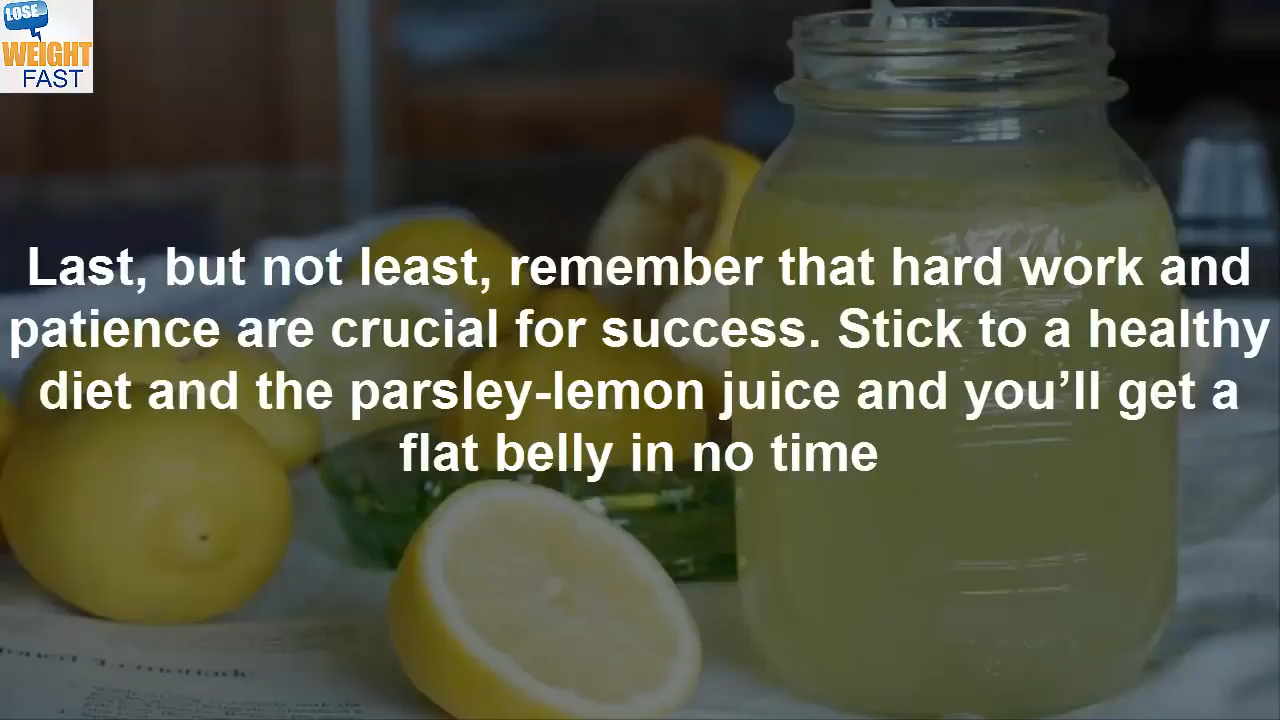 LOSE
WEIGHT
FAST
Last, but not least, remember that hard work and
patience are crucial for success. Stick to a healthy
diet and the parsley-lemon juice and you’ll get a
flat belly in no time